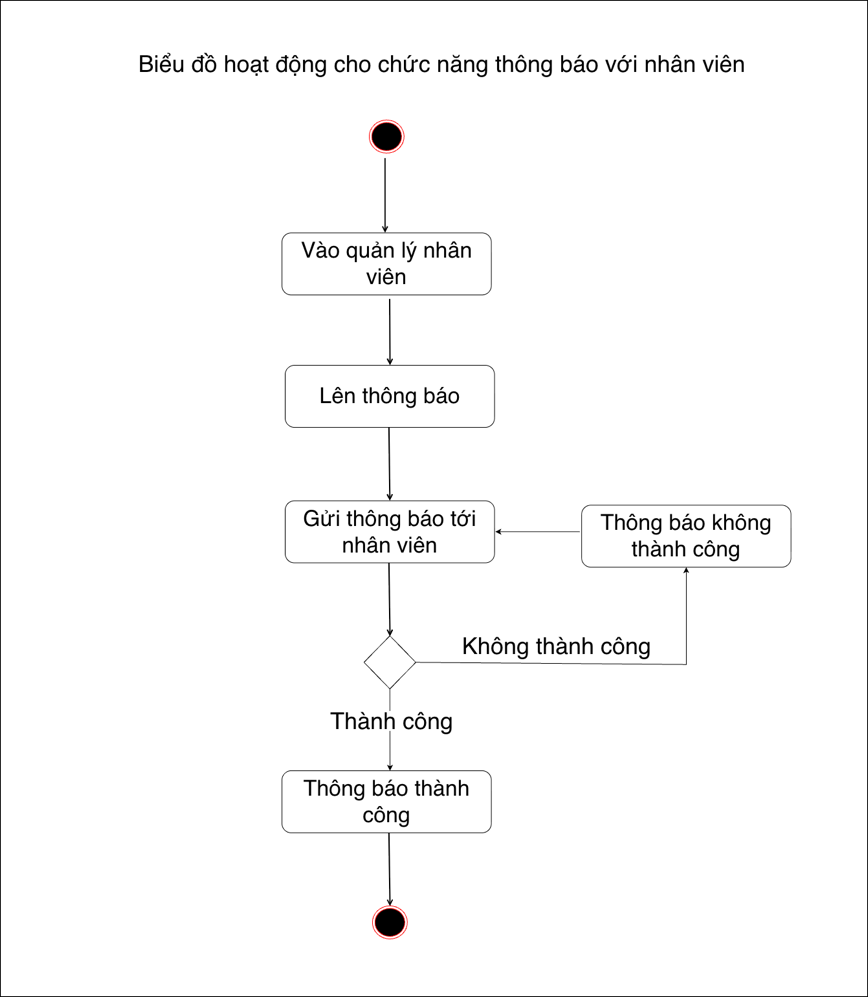 Biểu đồ hoạt động cho chức năng thông báo với nhân viên
Vào quản lý nhân
viên
Lên thông báo
Gửi thông báo tới
nhân viên
Thông báo không
thành công
Không thành công
Thành công
Thông báo thành
công